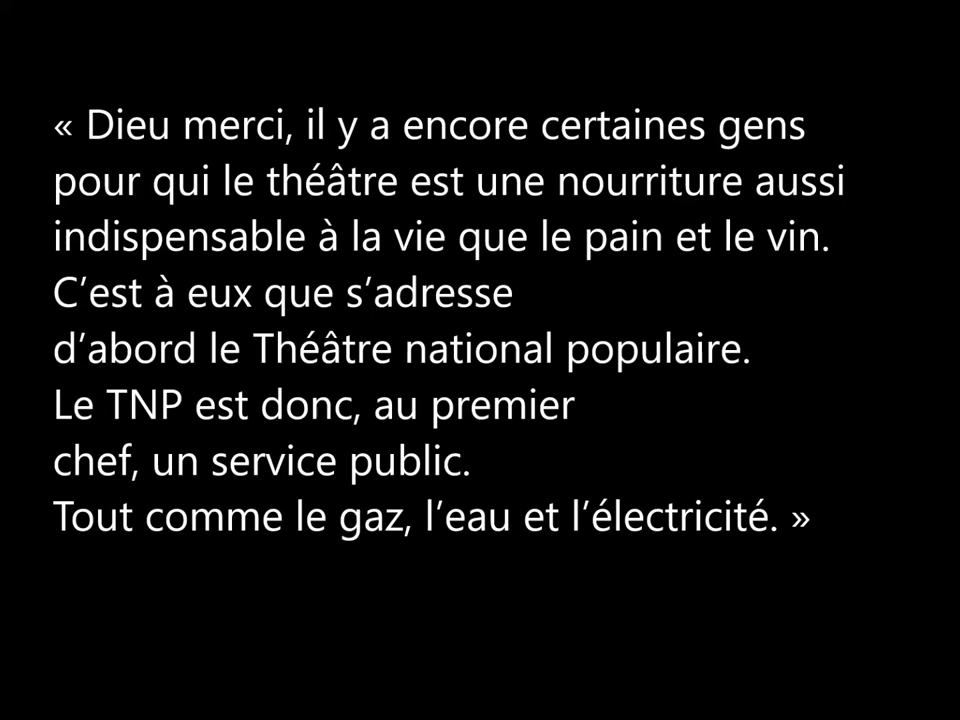 « Dieu merci, il y a encore certaines gens
pour qui le théâtre est une nourriture aussi
indispensable à la vie que le pain et le vin.
C’est à eux que s’adresse
d’abord le Théâtre national populaire.
Le TNP est donc, au premier
chef, un service public.
Tout comme le gaz, l’eau et l’électricité. »